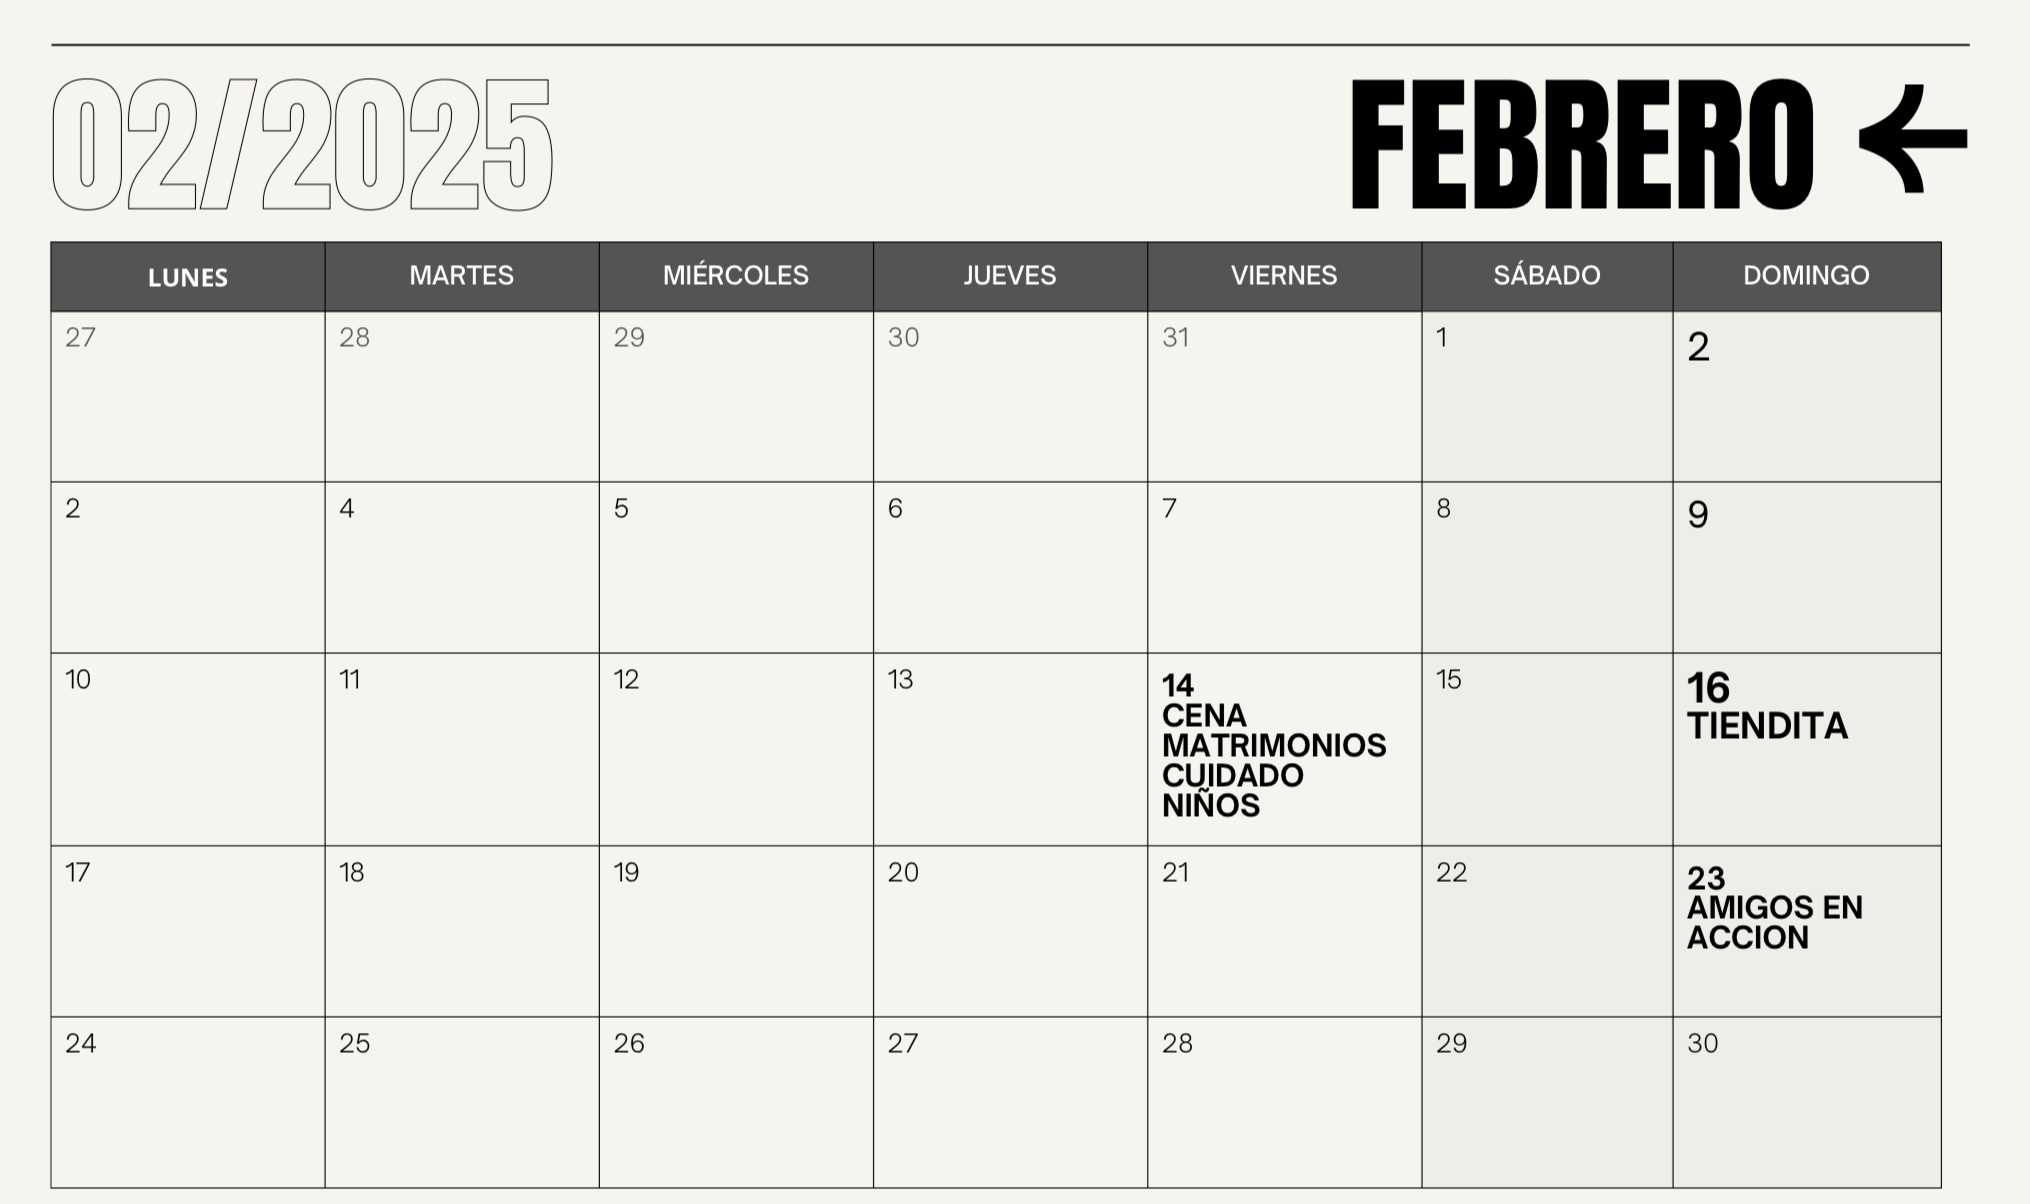 02/2025
FEBRERO
LUNES MARTES MIÉRCOLES JUEVES VIERNES SÁBADO DOMINGO
27 28 29 30 31 1 2
2 4 5 6 7 8 9
10 11 12 13 14 15 16
CENA TIENDITA
MATRIMONIOS
CUIDADO
NIÑOS
17 18 19 20 21 22 23
AMIGOS EN
ACCION
24 25 26 27 28 29 30